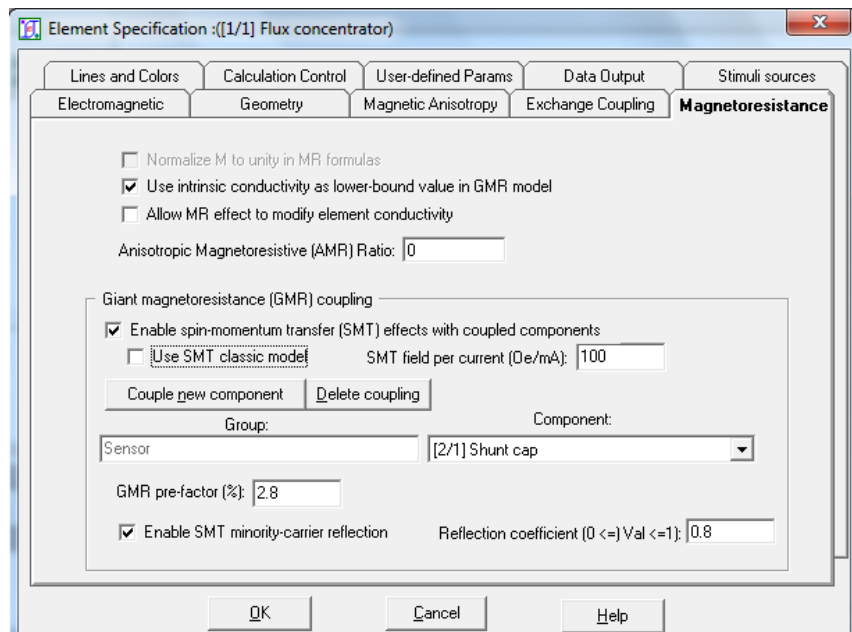 Element Specification :([1/1] Flux concentrator)
Lines and Colors Calculation Control User-defined Params Data Output Stimuli sources
Electromagnetic Geometry Magnetic Anisotropy Exchange Coupling Magnetoresistance
Normalize M to unity in MR formulas
Use intrinsic conductivity as lower-bound value in GMR model
Allow MR effect to modify element conductivity
Anisotropic Magnetoresistive (AMR) Ratio: 0
Giant magnetoresistance (GMR) coupling
Enable spin-momentum transfer (SMT) effects with coupled components
Use SMT classic model SMT field per current (Oe/mA): 100
Couple new component Delete coupling
Group: Component:
Sensor [2/1] Shunt cap
GMR pre-factor (%): 2.8
Enable SMT minority-carrier reflection Reflection coefficient (0 <=) Val <=1): 0.8
OK Cancel Help